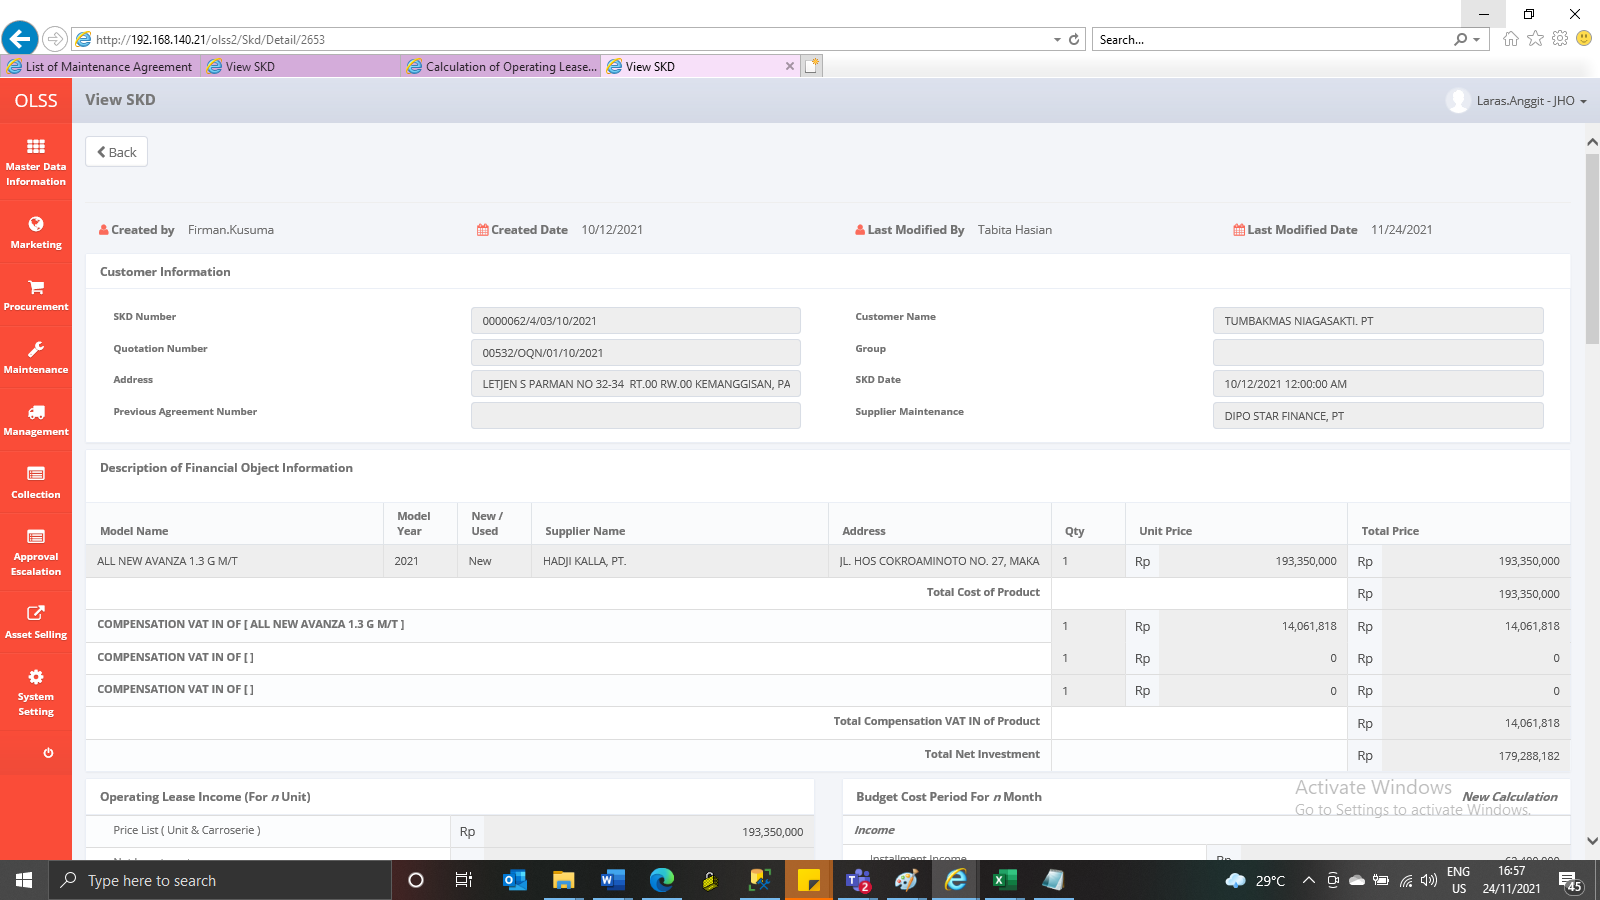 http://192.168.140.21/olss2/Skd/Detail/2653
Search...
List of Maintenance Agreement
View SKD
Calculation of Operating Lease...
View SKD
OLSS
View SKD
Laras.Anggit - JHO
Master Data
Information
Marketing
Procurement
Maintenance
Management
Collection
Approval
Escalation
Asset Selling
System
Setting
Back
Created by Firman.Kusuma
Created Date 10/12/2021
Last Modified By Tabita Hasian
Last Modified Date 11/24/2021
Customer Information
SKD Number 0000062/4/03/10/2021
Customer Name TUMBAKMAS NIAGASAKTI. PT
Quotation Number 00532/OQN/01/10/2021
Group
Address LETJEN S PARMAN NO 32-34 RT.00 RW.00 KEMANGGISAN, PA
SKD Date 10/12/2021 12:00:00 AM
Previous Agreement Number
Supplier Maintenance DIPO STAR FINANCE, PT
Description of Financial Object Information
Model Name Model Year New / Used Supplier Name Address Qty Unit Price Total Price
ALL NEW AVANZA 1.3 G M/T 2021 New HADJI KALLA, PT. JL. HOS COKROAMINOTO NO. 27, MAKA 1 Rp 193,350,000 Rp 193,350,000
Total Cost of Product Rp 193,350,000
COMPENSATION VAT IN OF [ ALL NEW AVANZA 1.3 G M/T ] 1 Rp 14,061,818 Rp 14,061,818
COMPENSATION VAT IN OF [ ] 1 Rp 0 Rp 0
COMPENSATION VAT IN OF [ ] 1 Rp 0 Rp 0
Total Compensation VAT IN of Product Rp 14,061,818
Total Net Investment Rp 179,288,182
Operating Lease Income (For n Unit)
Price List ( Unit & Carroserie ) Rp 193,350,000
Budget Cost Period For n Month
New Calculation
Income
Installment Income Rp
Activate Windows
Go to Settings to activate Windows.
Type here to search
2
29°C
ENG
US
16:57
24/11/2021
45